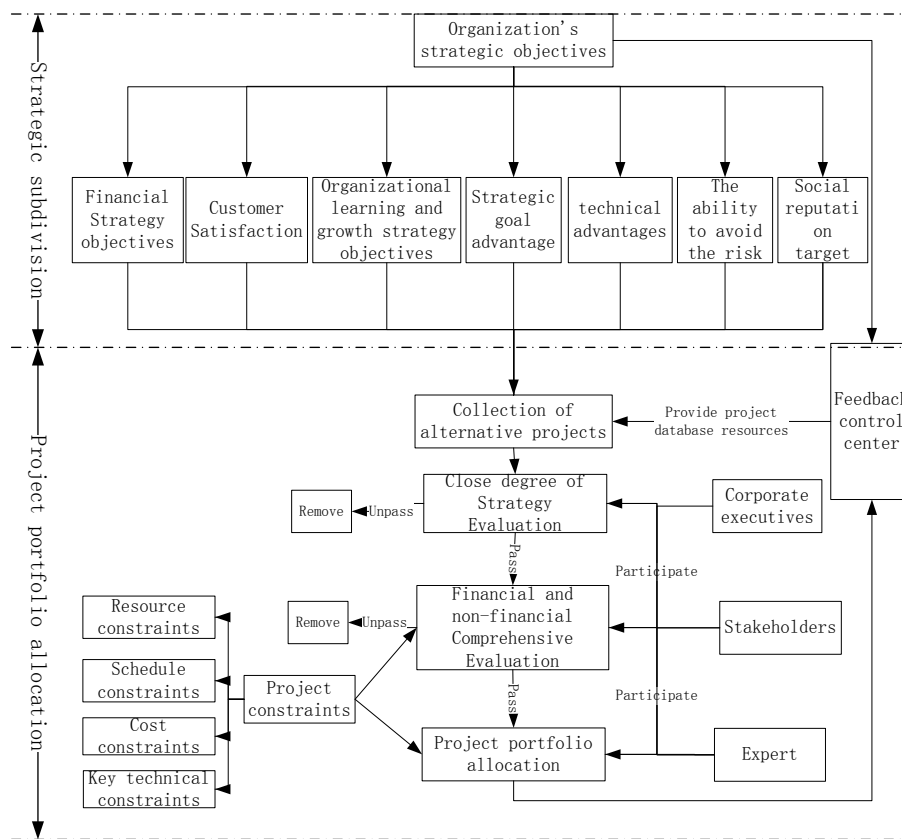 Organization's
strategic objectives
Strategic subdivision
Financial
Strategy
objectives
Customer
Satisfaction
Organizational
learning and
growth strategy
objectives
Strategic
goal
advantage
technical
advantages
The
ability
to avoid
the risk
Social
reputati
on
target
Project portfolio allocation
Collection of
alternative projects
Provide project
database resources
Feedback
control
center
Close degree of
Strategy
Evaluation
Remove
Unpass
Corporate
executives
Pass
Participate
Financial and
non-financial
Comprehensive
Evaluation
Remove
Unpass
Stakeholders
Resource
constraints
Schedule
constraints
Project
constraints
Pass
Participate
Cost
constraints
Project portfolio
allocation
Expert
Key technical
constraints